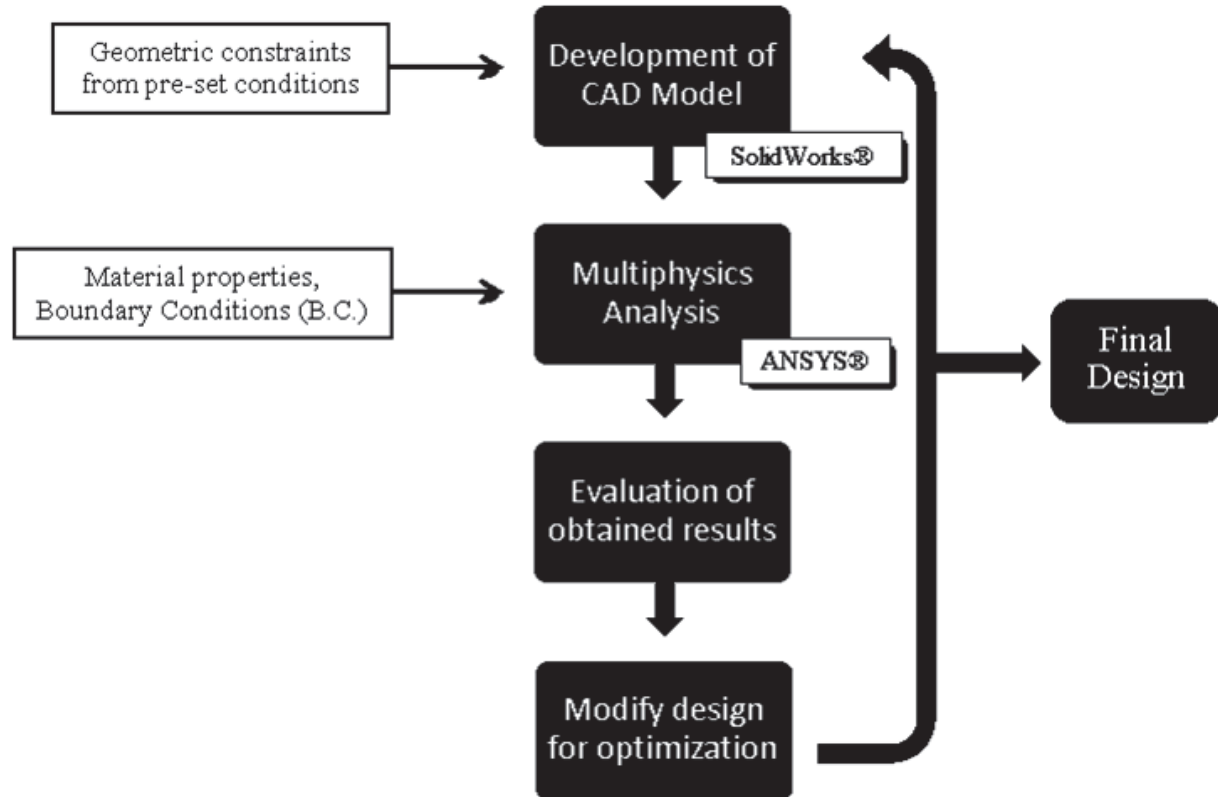 Geometric constraints
from pre-set conditions
Development of
CAD Model
SolidWorks®
Material properties,
Boundary Conditions (B.C.)
Multiphysics
Analysis
ANSYS®
Final
Design
Evaluation of
obtained results
Modify design
for optimization